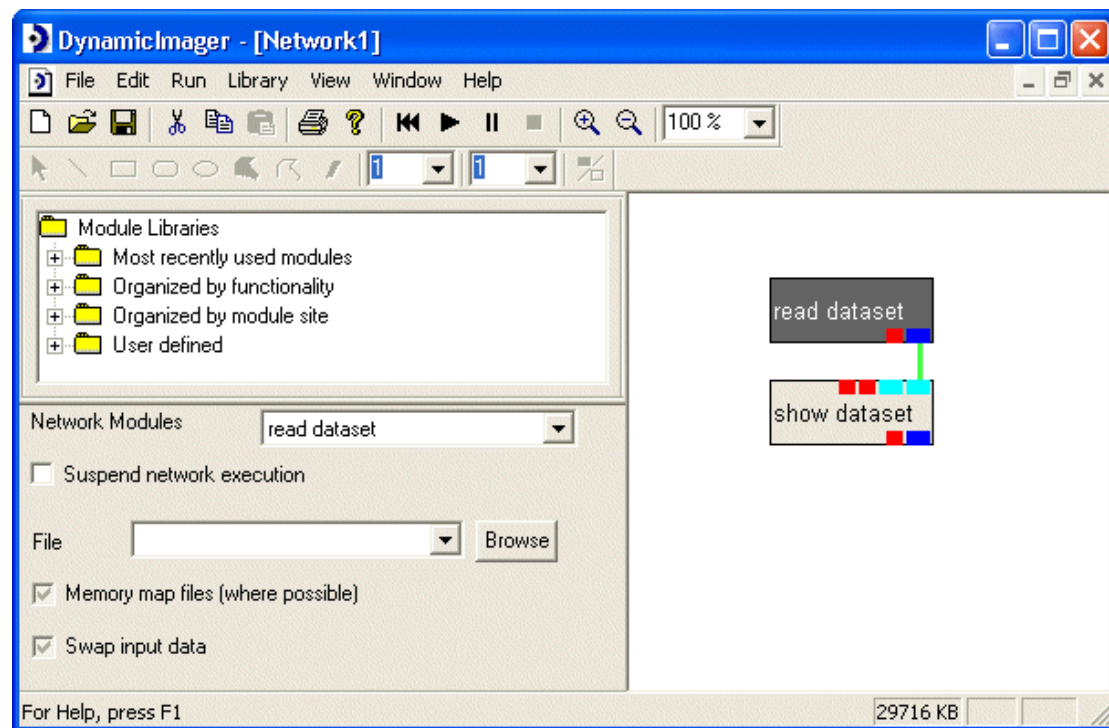 DynamicImager - [Network1]
File Edit Run Library View Window Help
100 %
1 1
Module Libraries
Most recently used modules
Organized by functionality
Organized by module site
User defined
Network Modules read dataset
Suspend network execution
File Browse
Memory map files (where possible)
Swap input data
read dataset
show dataset
For Help, press F1 29716 KB